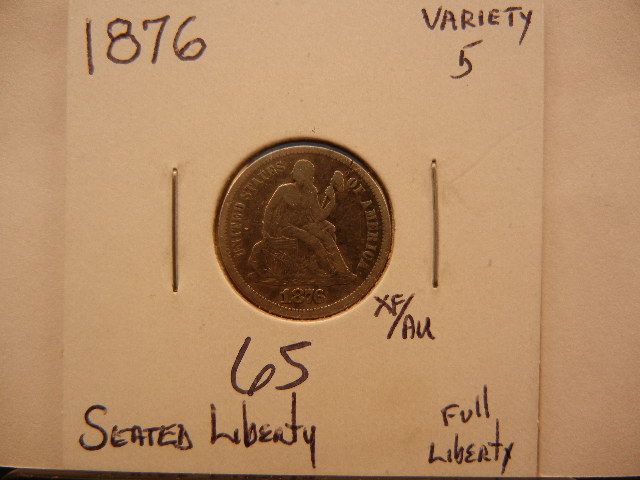 1876
VARIETY
5
UNITED STATES OF AMERICA
1876
XF/AU
65
SEATED LIBERTY
FULL
LIBERTY